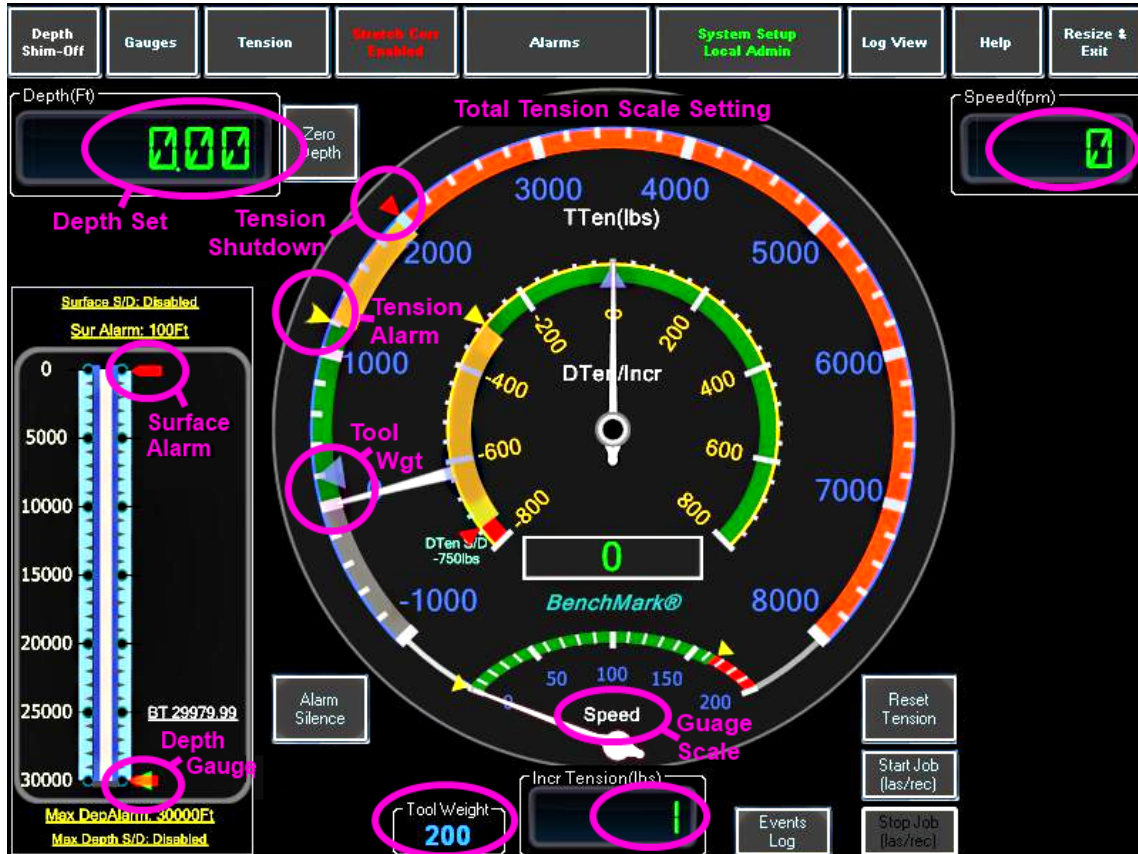 Depth
Shim-Off
Gauges
Tension
Stretch Corr
Enabled
Alarms
System Setup
Local Admin
Log View
Help
Resize &
Exit
Depth(Ft)
0.00
Zero
Depth
Total Tension Scale Setting
Speed(fpm)
0
Depth Set
Tension
Shutdown
3000
4000
TTen(lbs)
2000
5000
Surface S/D: Disabled
Sur Alarm: 100Ft
Tension
Alarm
-200
0
200
1000
6000
DTen/Incr
-400
400
0
5000
10000
15000
20000
25000
30000
Surface
Alarm
Tool
Wgt
-600
600
0
7000
-800
800
DTen S/D
-750lbs
0
BenchMark®
-1000
8000
0
50
100
150
200
Speed
Guage
Scale
BT 29979.99
Depth
Gauge
Alarm
Silence
Reset
Tension
Start Job
(las/rec)
Max DepAlarm: 30000Ft
Max Depth S/D: Disabled
Tool Weight
200
Incr Tension(lbs)
1
Events
Log
Stop Job
(las/rec)